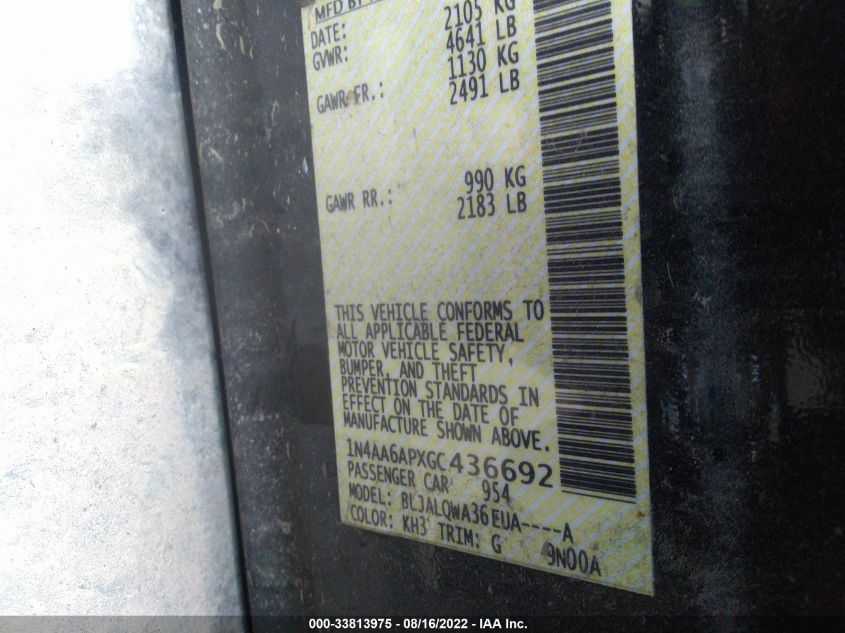 MFD BY
DATE: 2105 KG
GVWR: 4641 LB
1130 KG
GAWR FR.: 2491 LB
990 KG
GAWR RR.: 2183 LB
THIS VEHICLE CONFORMS TO
ALL APPLICABLE FEDERAL
MOTOR VEHICLE SAFETY,
BUMPER, AND THEFT
PREVENTION STANDARDS IN
EFFECT ON THE DATE OF
MANUFACTURE SHOWN ABOVE.
1N4AA6APXGC436692
PASSENGER CAR 954
MODEL: BLJALQWA36EUA----A
COLOR: KH3 TRIM: G 9N00A
000-33813975 - 08/16/2022 - IAA Inc.